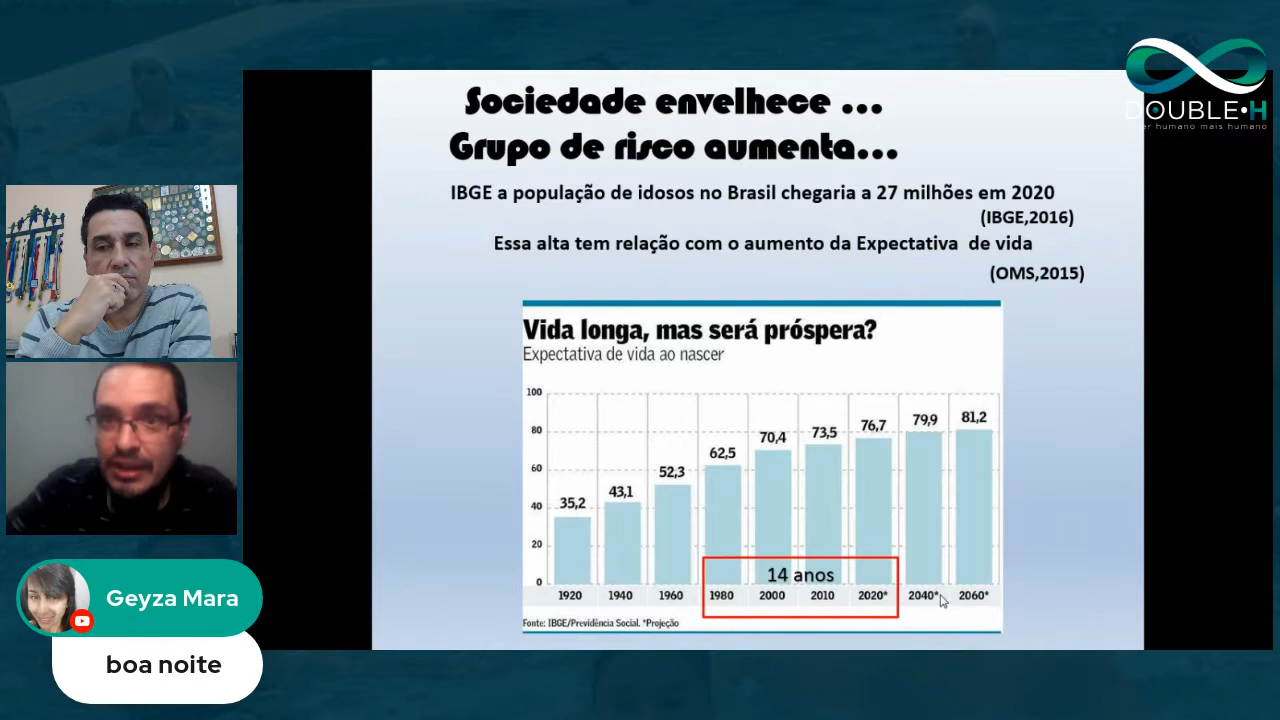 Sociedade envelhece ...
Grupo de risco aumenta...
IBGE a população de idosos no Brasil chegaria a 27 milhões em 2020
(IBGE,2016)
Essa alta tem relação com o aumento da Expectativa de vida
(OMS,2015)
Vida longa, mas será próspera?
Expectativa de vida ao nascer
100
80
60
40
20
0
35,2
43,1
52,3
62,5
70,4
73,5
76,7
79,9
81,2
14 anos
1920
1940
1960
1980
2000
2010
2020*
2040*
2060*
Fonte: IBGE/Previdência Social. *Projeção
DOUBLE•H
er humano mais humano
Geyza Mara
boa noite